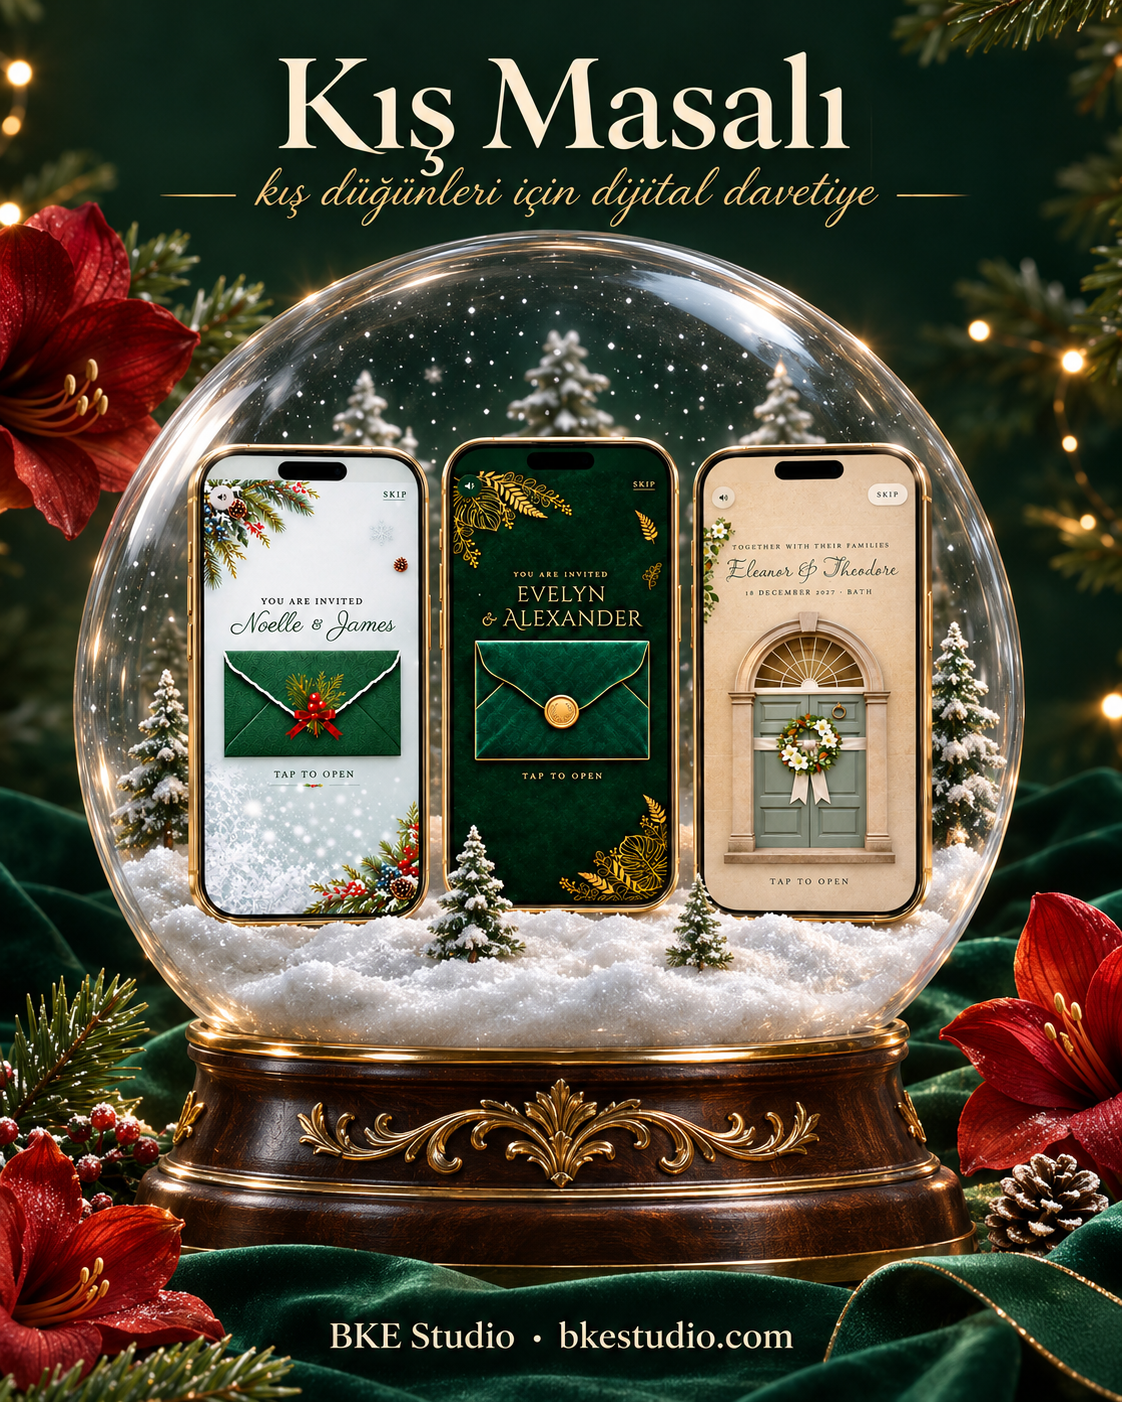 Kış Masalı
kış düğünleri için dijital davetiye
SKIP
YOU ARE INVITED
Noelle & James
TAP TO OPEN
SKIP
YOU ARE INVITED
EVELYN
& ALEXANDER
TAP TO OPEN
SKIP
TOGETHER WITH THEIR FAMILIES
Eleanor & Theodore
18 DECEMBER 2027 · BATH
TAP TO OPEN
BKE Studio • bkestudio.com